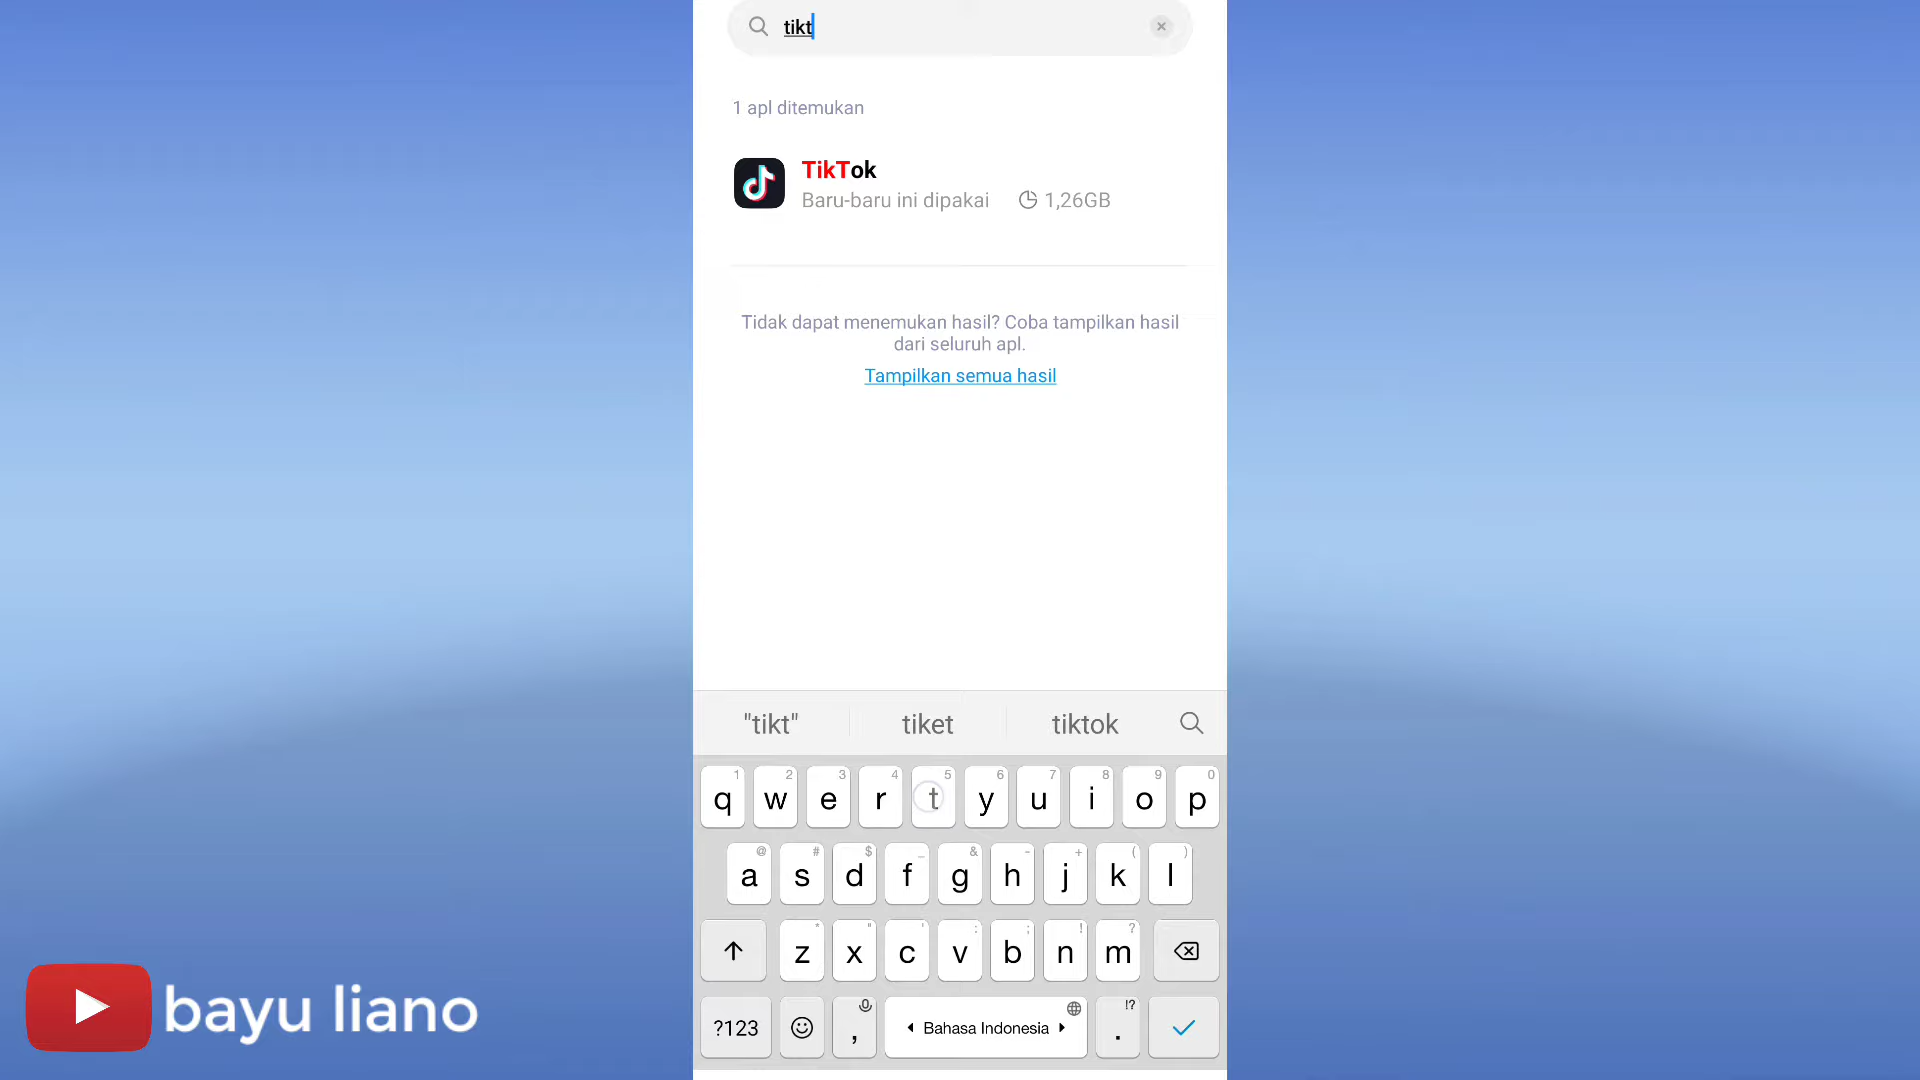 tikt
1 apl ditemukan
TikTok
Baru-baru ini dipakai 1,26GB
Tidak dapat menemukan hasil? Coba tampilkan hasil
dari seluruh apl.
Tampilkan semua hasil
"tikt" tiket tiktok
1 2 3 4 5 6 7 8 9 0
q w e r t y u i o p
@ # $ _ & - + ( )
a s d f g h j k l
* " ' : ; ! ?
z x c v b n m
!?
?123 , Bahasa Indonesia .
bayu liano